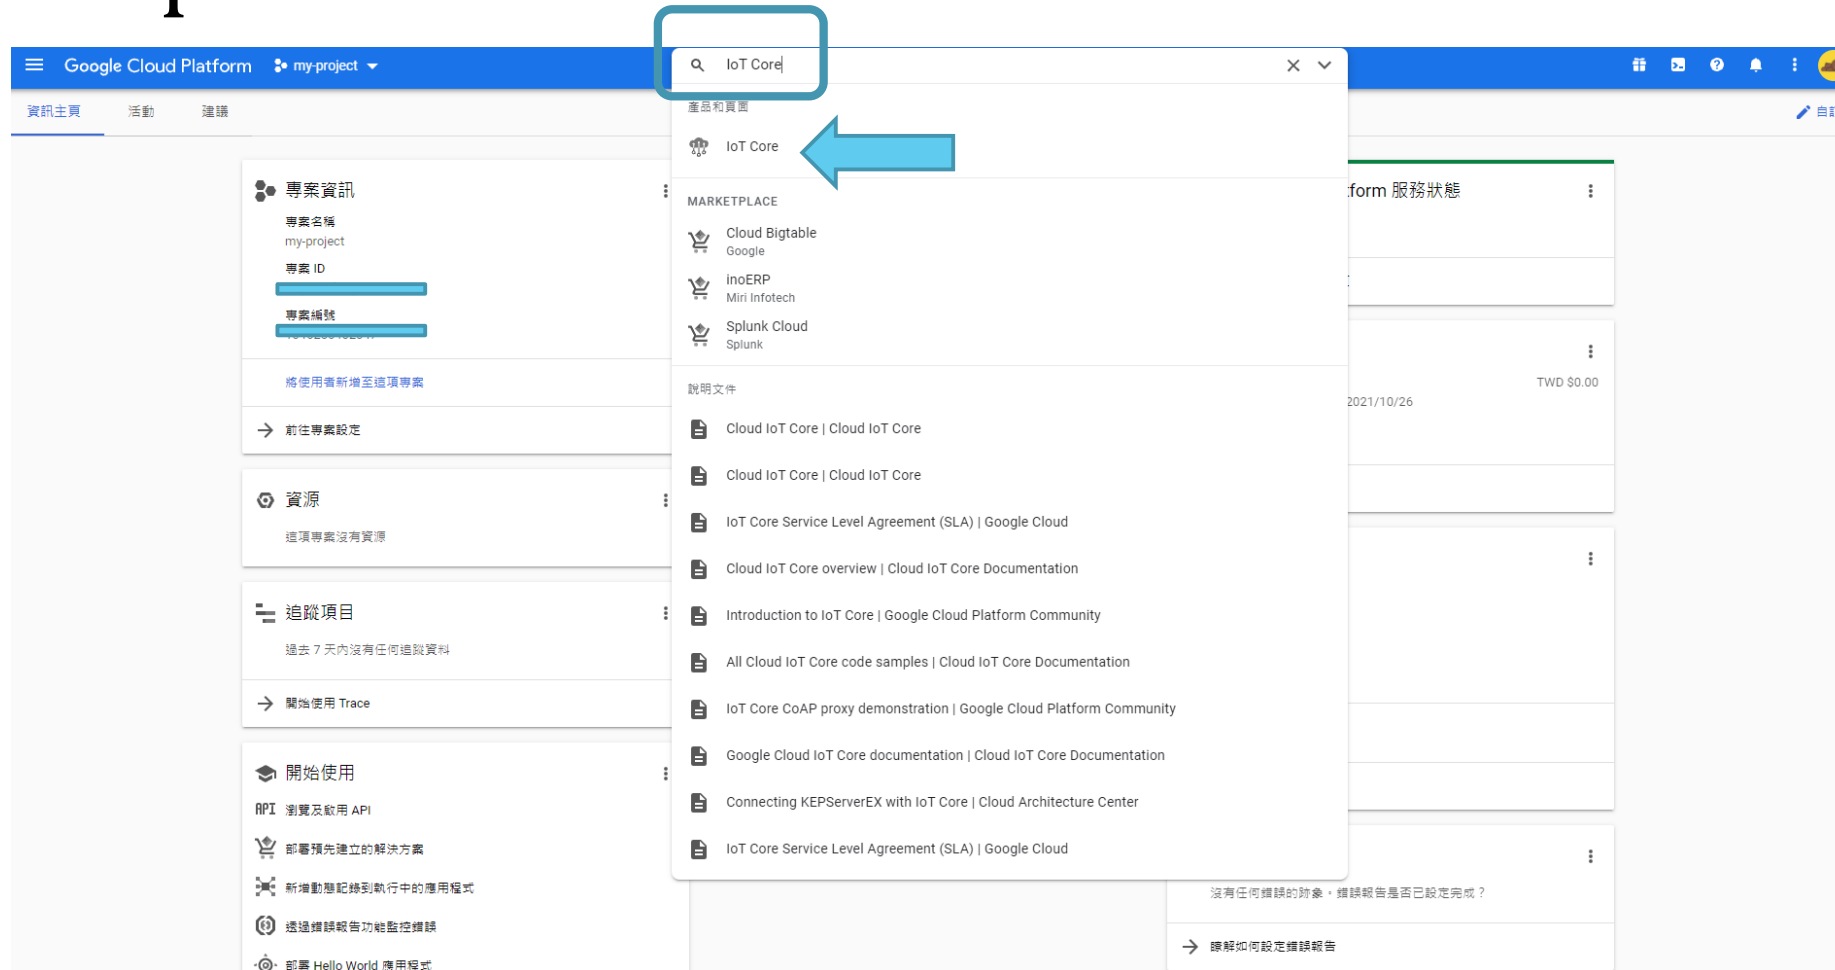 Google Cloud Platform
my-project
IoT Core
資訊主頁
活動
建議
產品和頁面
IoT Core
MARKETPLACE
Cloud Bigtable
Google
inoERP
Miri Infotech
Splunk Cloud
Splunk
說明文件
Cloud IoT Core | Cloud IoT Core
Cloud IoT Core | Cloud IoT Core
IoT Core Service Level Agreement (SLA) | Google Cloud
Cloud IoT Core overview | Cloud IoT Core Documentation
Introduction to IoT Core | Google Cloud Platform Community
All Cloud IoT Core code samples | Cloud IoT Core Documentation
IoT Core CoAP proxy demonstration | Google Cloud Platform Community
Google Cloud IoT Core documentation | Cloud IoT Core Documentation
Connecting KEPServerEX with IoT Core | Cloud Architecture Center
IoT Core Service Level Agreement (SLA) | Google Cloud
專案資訊
專案名稱
my-project
專案 ID
專案編號
將使用者新增至這項專案
前往專案設定
資源
這項專案沒有資源
追蹤項目
過去 7 天內沒有任何追蹤資料
開始使用 Trace
開始使用
API 瀏覽及啟用 API
部署預先建立的解決方案
新增動態記錄到執行中的應用程式
透過錯誤報告功能監控錯誤
部署 Hello World 應用程式
form 服務狀態
TWD $0.00
2021/10/26
沒有任何錯誤的跡象。錯誤報告是否已設定完成？
瞭解如何設定錯誤報告